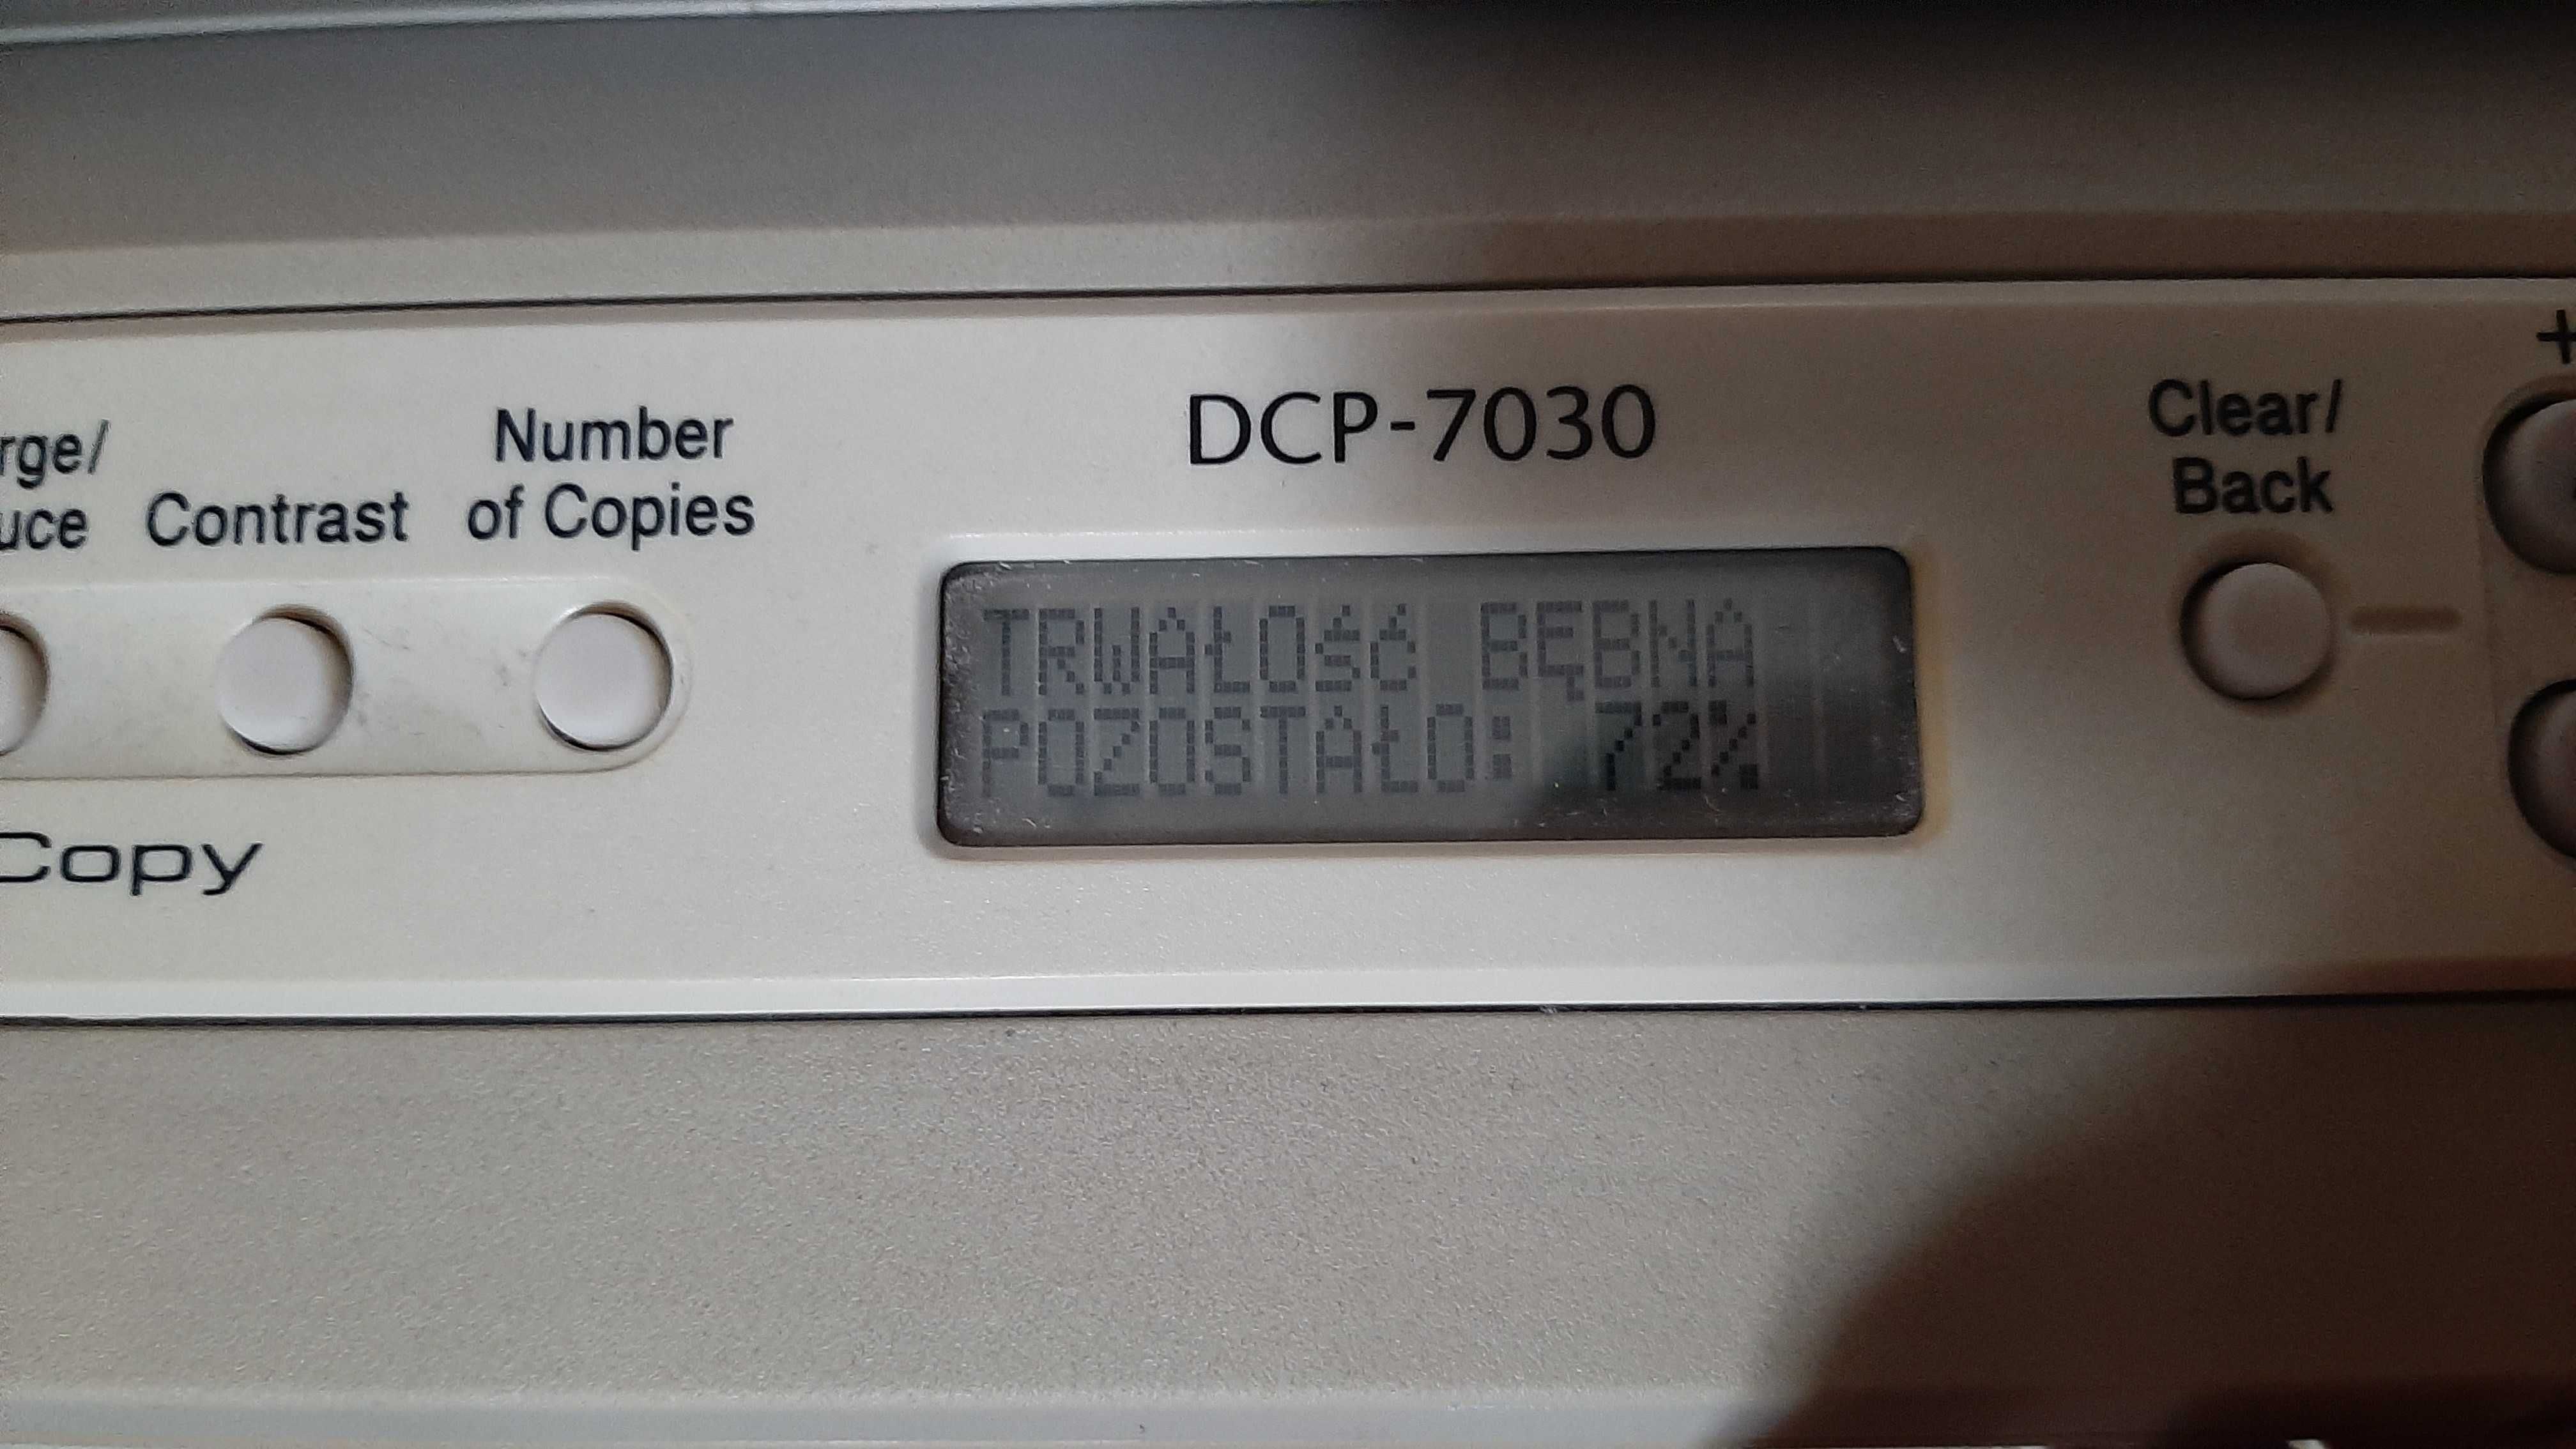 +
DCP-7030
Clear/
Back
Number
of Copies
Contrast
rge/
uce
TRWAŁOŚĆ BĘBNA
POZOSTAŁO: 72%
Copy